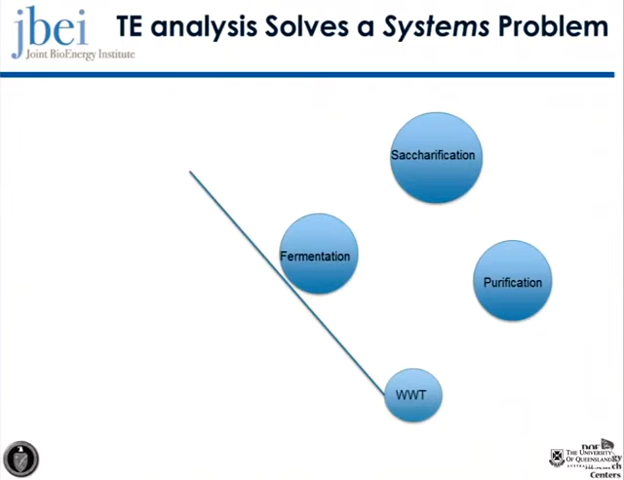 jbei
Joint BioEnergy Institute
TE analysis Solves a Systems Problem
Saccharification
Fermentation
Purification
WWT
THE UNIVERSITY
OF QUEENSLAND
Centers